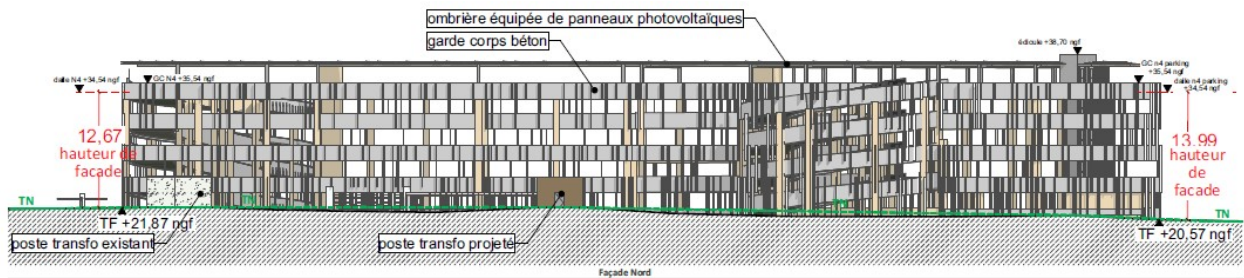 ombrière équipée de panneaux photovoltaïques
garde corps béton
édicule +38,70 ngf
dalle N4 +34,54 ngf
GC N4 +35,54 ngf
GC n4 parking
+35,54 ngf
dalle n4 parking
+34,54 ngf
12,67
hauteur de
façade
13,99
hauteur
de
façade
TN
TN
TN
TN
TF +21,87 ngf
TF +20,57 ngf
poste transfo existant
poste transfo projeté
Façade Nord